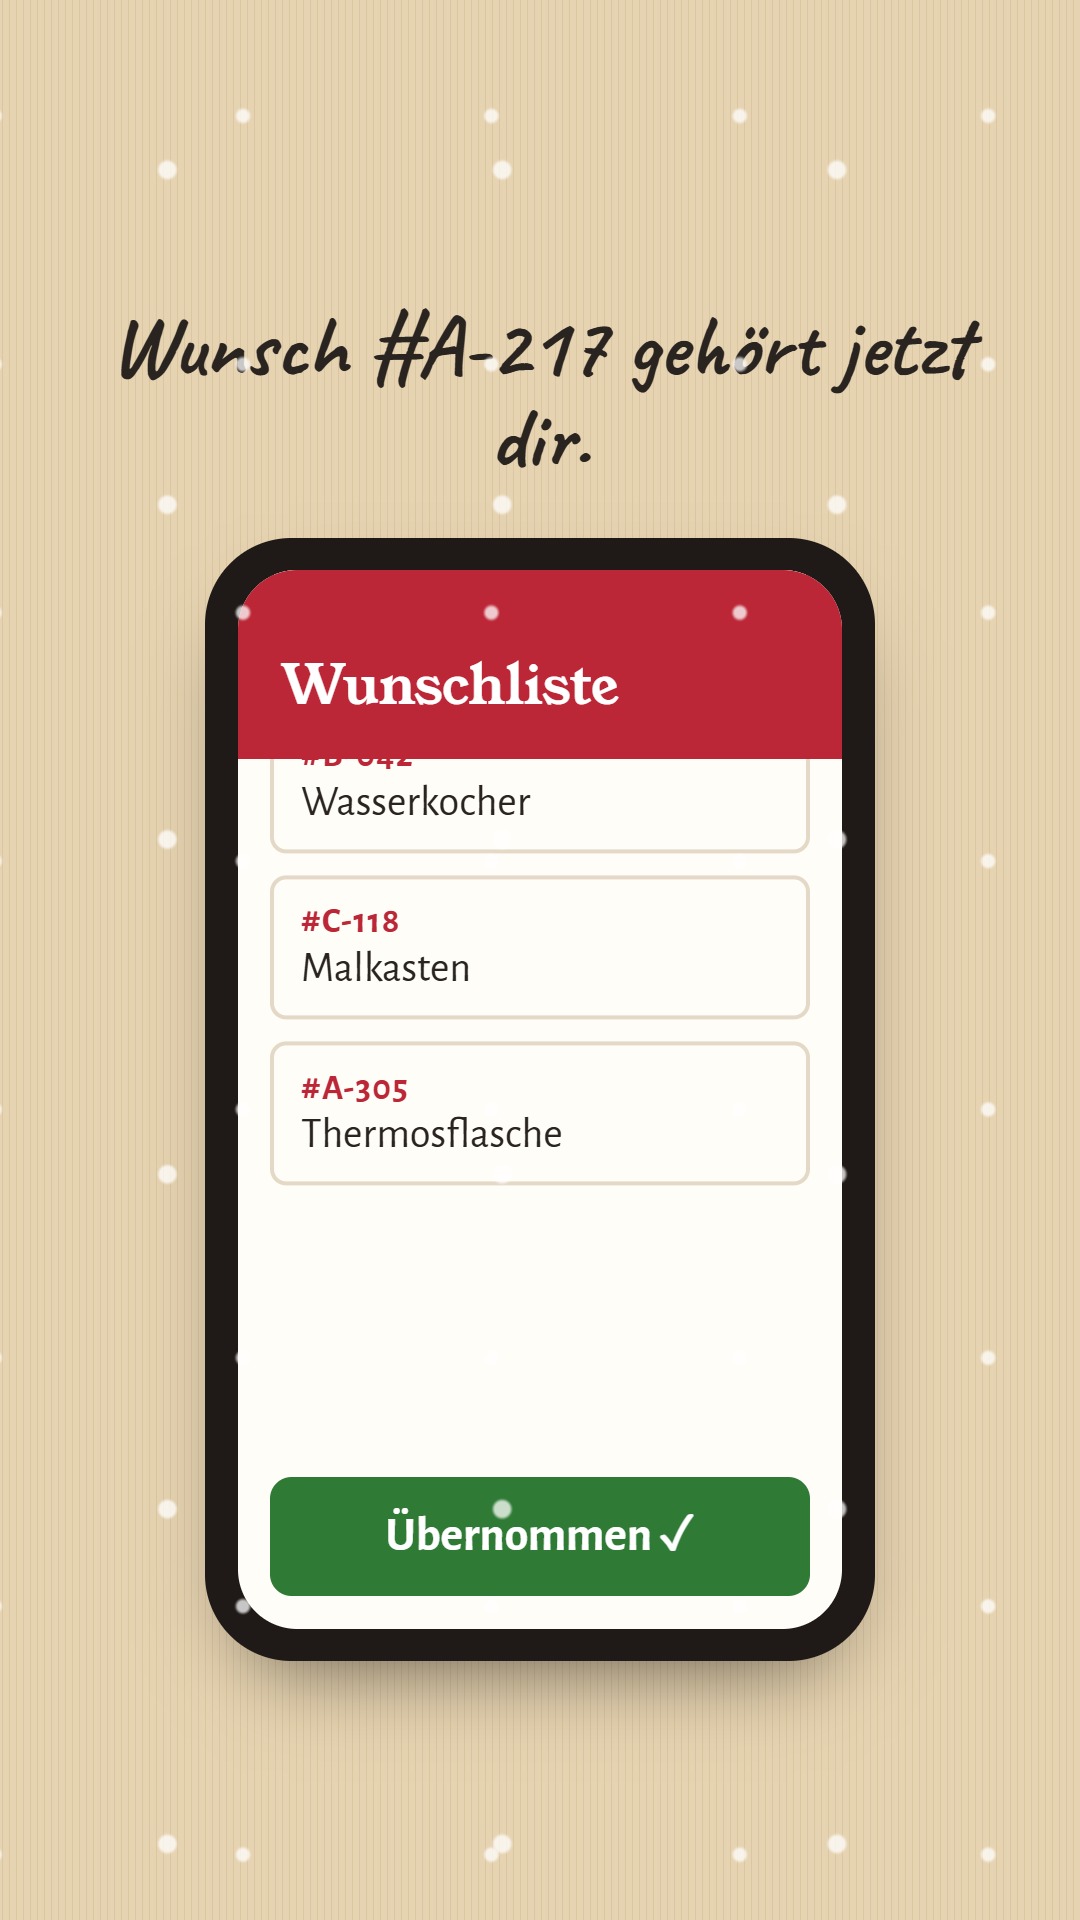 Wunsch #A-217 gehört jetzt
dir.
Wunschliste
Wasserkocher
#C-118
Malkasten
#A-305
Thermosflasche
Übernommen ✓